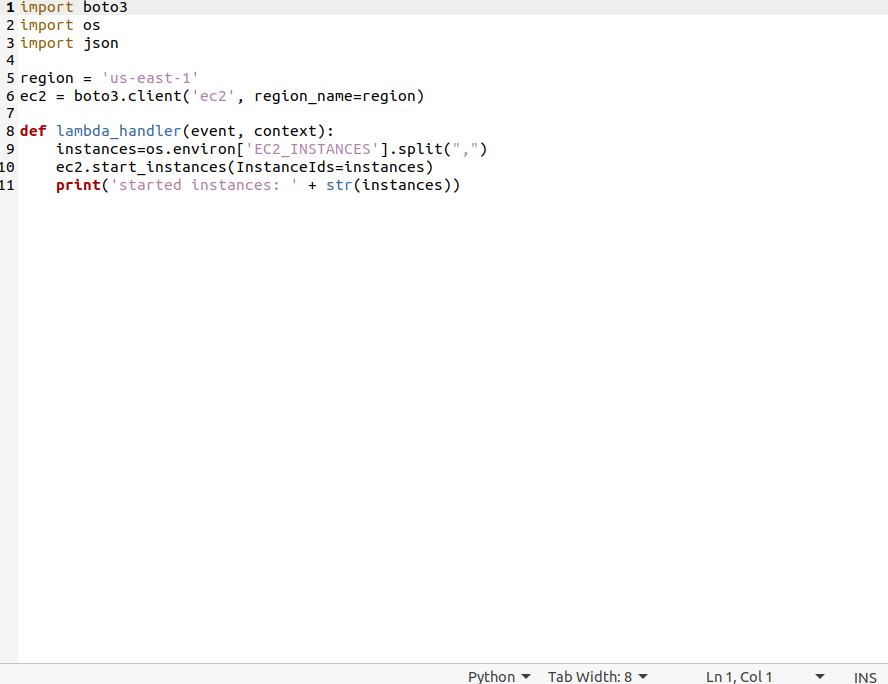 1 import boto3
2 import os
3 import json
4
5 region = 'us-east-1'
6 ec2 = boto3.client('ec2', region_name=region)
7
8 def lambda_handler(event, context):
9     instances=os.environ['EC2_INSTANCES'].split(",")
10     ec2.start_instances(InstanceIds=instances)
11     print('started instances: ' + str(instances))
Python Tab Width: 8 Ln 1, Col 1 INS